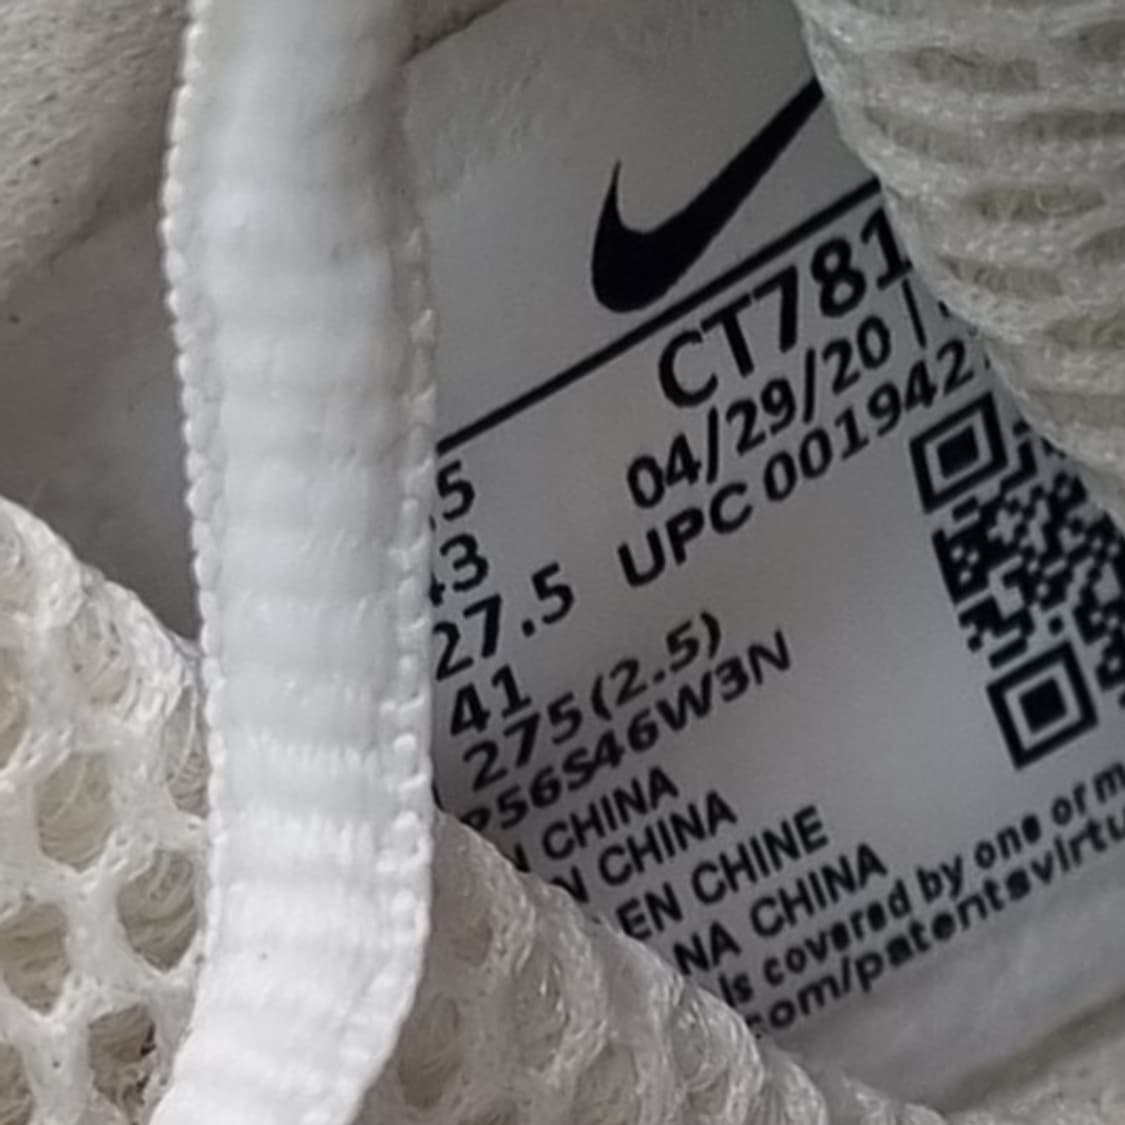 CT781
04/29/20 |
UPC 001942
.5
43
27.5
41
275(2.5)
P56S46W3N
CHINA
N CHINA
EN CHINE
NA CHINA
is covered by one or m
.com/patentsvirtu